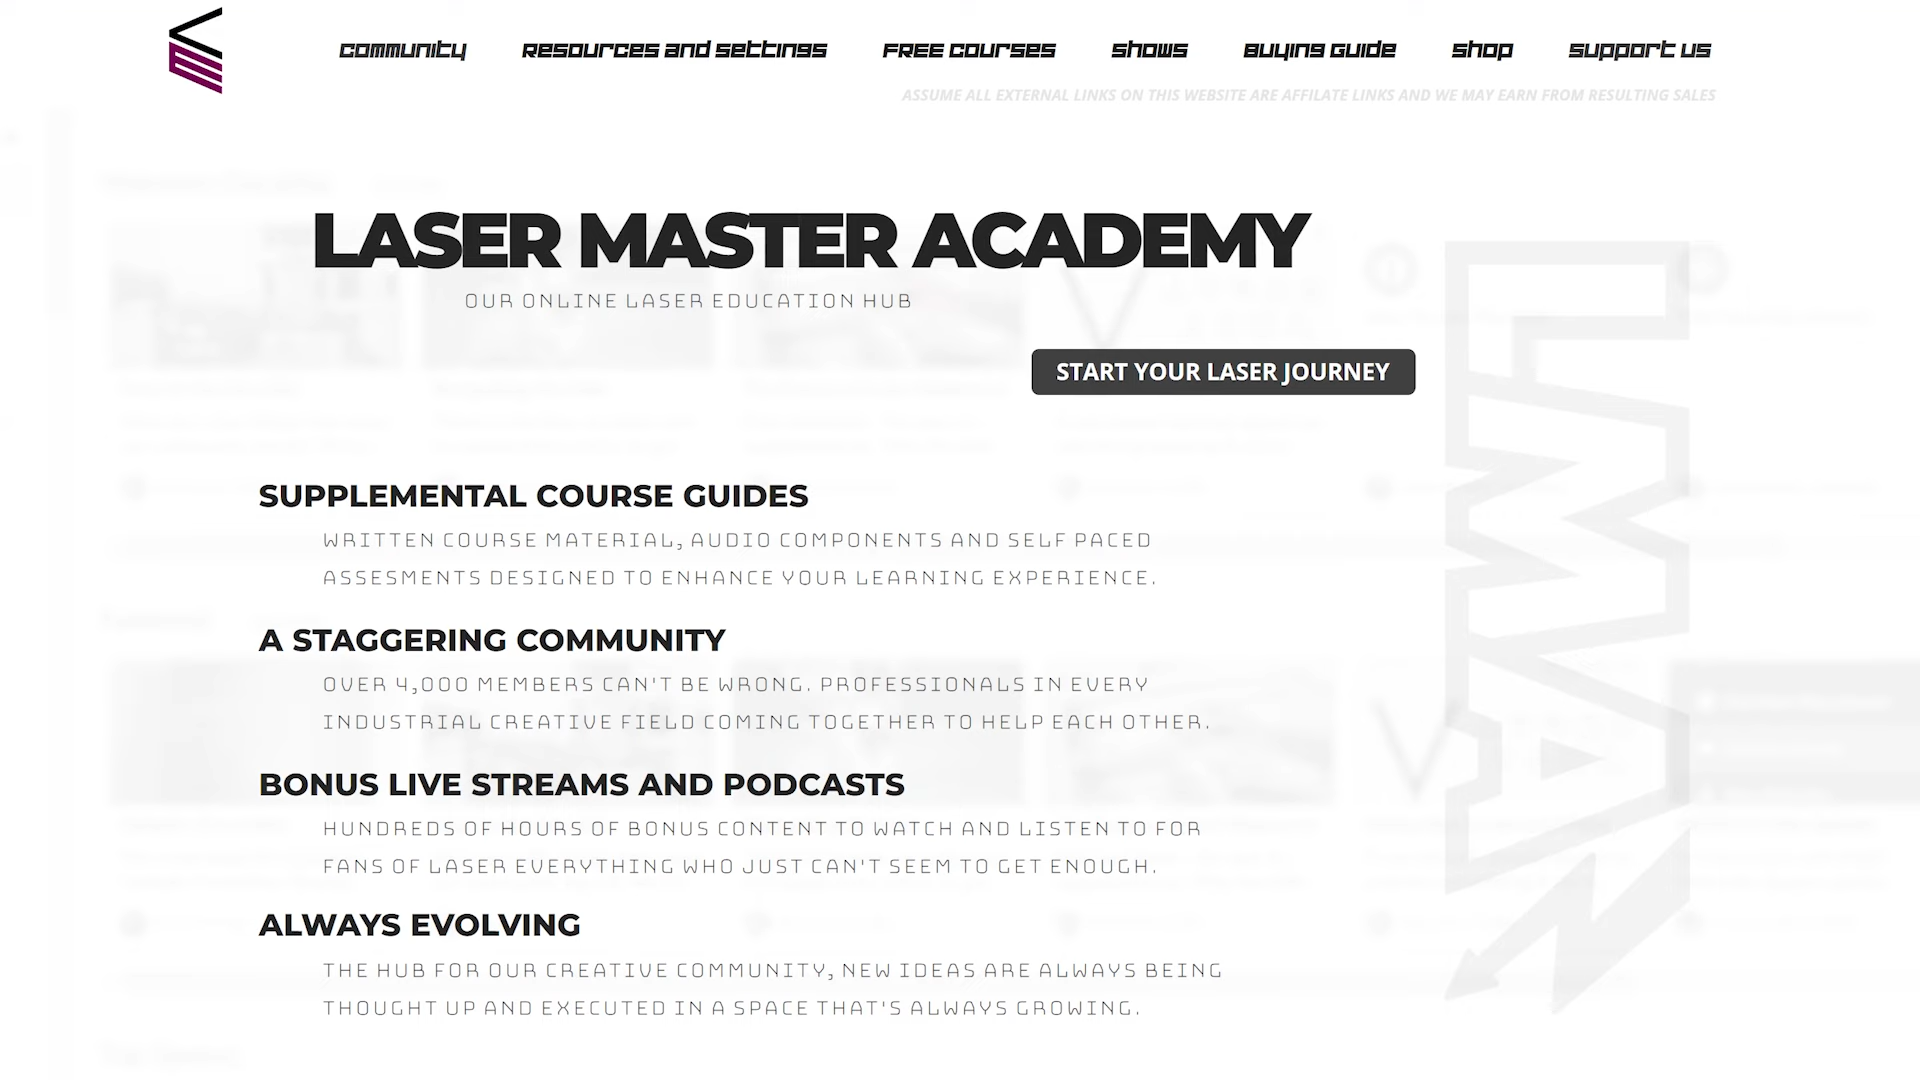 community Resources and settings FREE courses shows Buying Guide shop support us
ASSUME ALL EXTERNAL LINKS ON THIS WEBSITE ARE AFFILATE LINKS AND WE MAY EARN FROM RESULTING SALES
LASER MASTER ACADEMY
OUR ONLINE LASER EDUCATION HUB
START YOUR LASER JOURNEY
SUPPLEMENTAL COURSE GUIDES
WRITTEN COURSE MATERIAL, AUDIO COMPONENTS AND SELF PACED
ASSESMENTS DESIGNED TO ENHANCE YOUR LEARNING EXPERIENCE.
A STAGGERING COMMUNITY
OVER 4,000 MEMBERS CAN'T BE WRONG. PROFESSIONALS IN EVERY
INDUSTRIAL CREATIVE FIELD COMING TOGETHER TO HELP EACH OTHER.
BONUS LIVE STREAMS AND PODCASTS
HUNDREDS OF HOURS OF BONUS CONTENT TO WATCH AND LISTEN TO FOR
FANS OF LASER EVERYTHING WHO JUST CAN'T SEEM TO GET ENOUGH.
ALWAYS EVOLVING
THE HUB FOR OUR CREATIVE COMMUNITY, NEW IDEAS ARE ALWAYS BEING
THOUGHT UP AND EXECUTED IN A SPACE THAT'S ALWAYS GROWING.
LMA